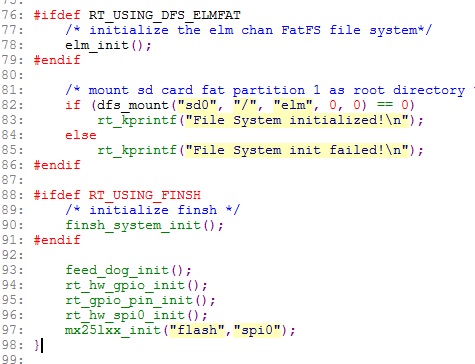 76: #ifdef RT_USING_DFS_ELMFAT
77:     /* initialize the elm chan FatFS file system*/
78:     elm_init();
79: #endif
80:
81:     /* mount sd card fat partition 1 as root directory
82:     if (dfs_mount("sd0", "/", "elm", 0, 0) == 0)
83:         rt_kprintf("File System initialized!\n");
84:     else
85:         rt_kprintf("File System init failed!\n");
86: #endif
87:
88: #ifdef RT_USING_FINSH
89:     /* initialize finsh */
90:     finsh_system_init();
91: #endif
92:
93:     feed_dog_init();
94:     rt_hw_gpio_init();
95:     rt_gpio_pin_init();
96:     rt_hw_spi0_init();
97:     mx25lxx_init("flash","spi0");
98: }
99: